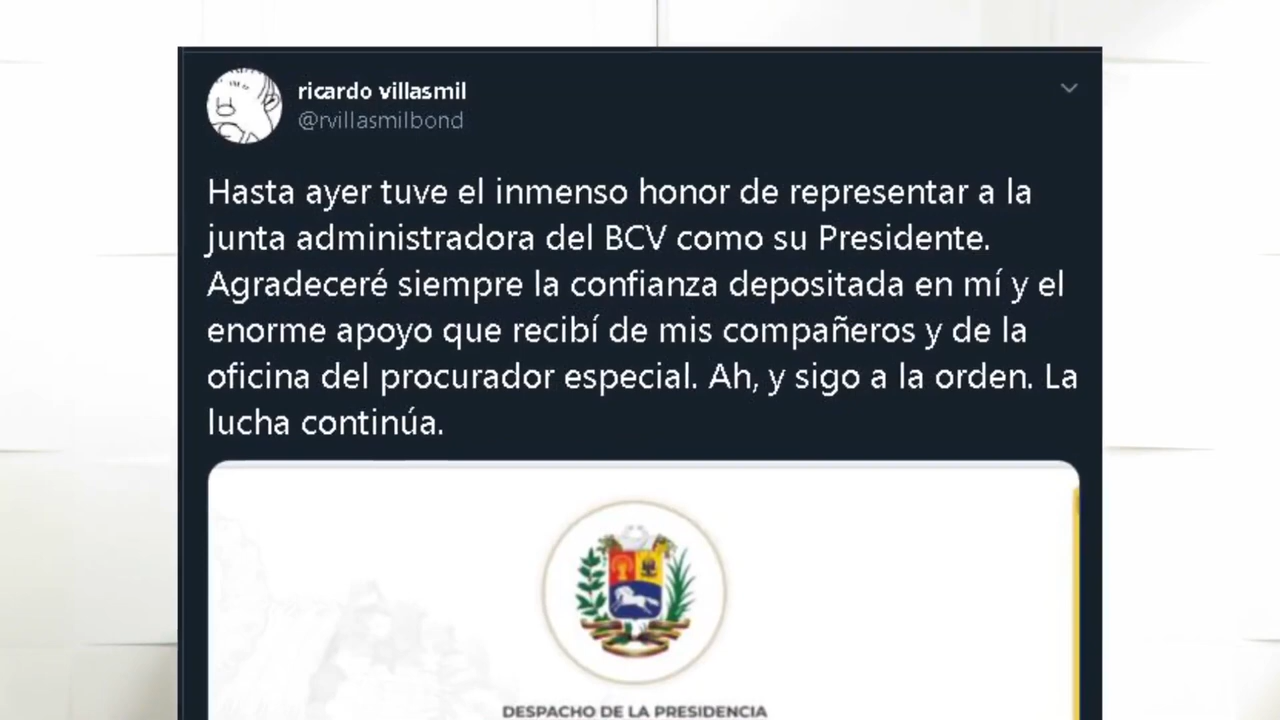 ricardo villasmil
@rvillasmilbond
Hasta ayer tuve el inmenso honor de representar a la
junta administradora del BCV como su Presidente.
Agradeceré siempre la confianza depositada en mí y el
enorme apoyo que recibí de mis compañeros y de la
oficina del procurador especial. Ah, y sigo a la orden. La
lucha continúa.
DESPACHO DE LA PRESIDENCIA